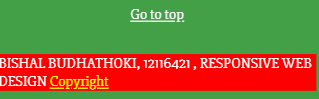 Go to top
BISHAL BUDHATHOKI, 12116421 , RESPONSIVE WEB
DESIGN Copyright